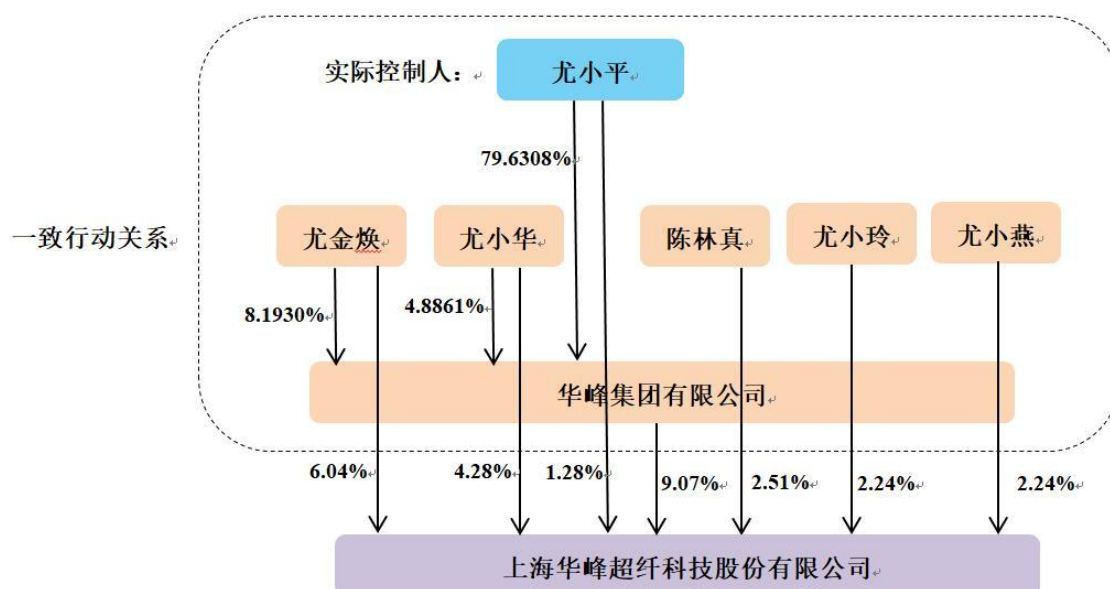 实际控制人：
尤小平
79.6308%
一致行动关系
尤金焕
尤小华
陈林真
尤小玲
尤小燕
8.1930%
4.8861%
华峰集团有限公司
6.04%
4.28%
1.28%
9.07%
2.51%
2.24%
2.24%
上海华峰超纤科技股份有限公司